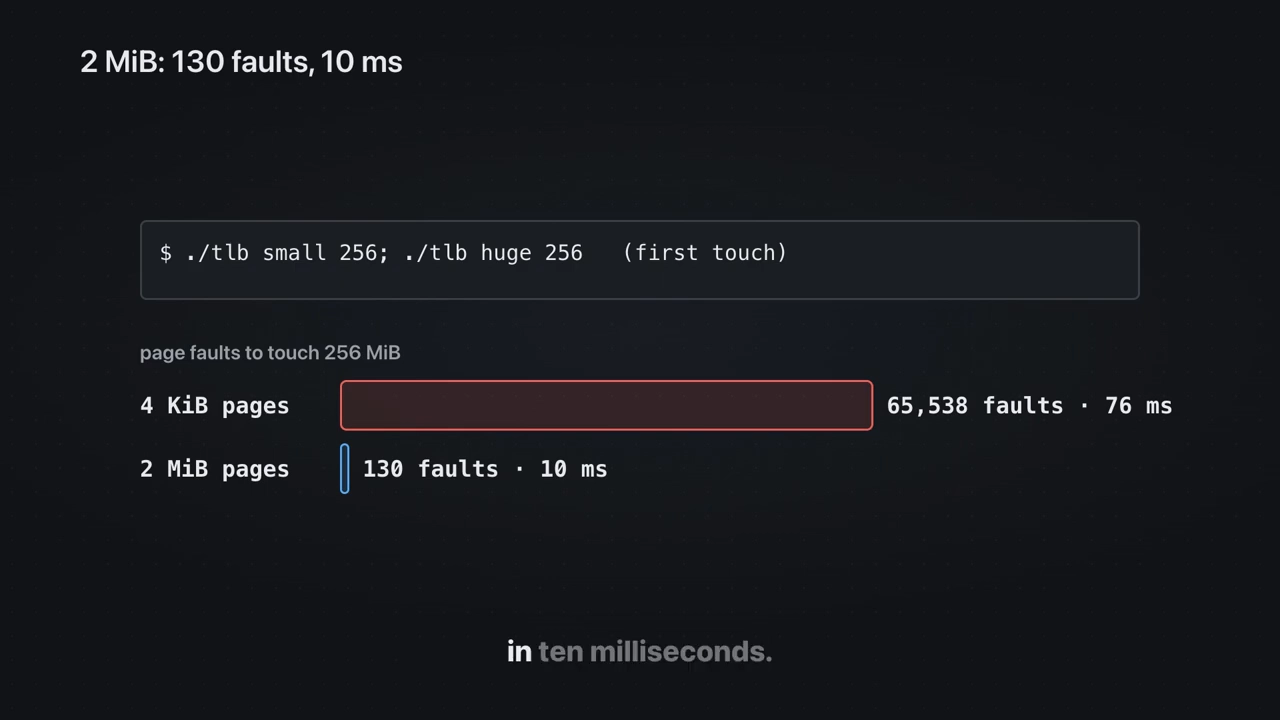 2 MiB: 130 faults, 10 ms
$ ./tlb small 256; ./tlb huge 256   (first touch)
page faults to touch 256 MiB
4 KiB pages 65,538 faults · 76 ms
2 MiB pages 130 faults · 10 ms
in ten milliseconds.